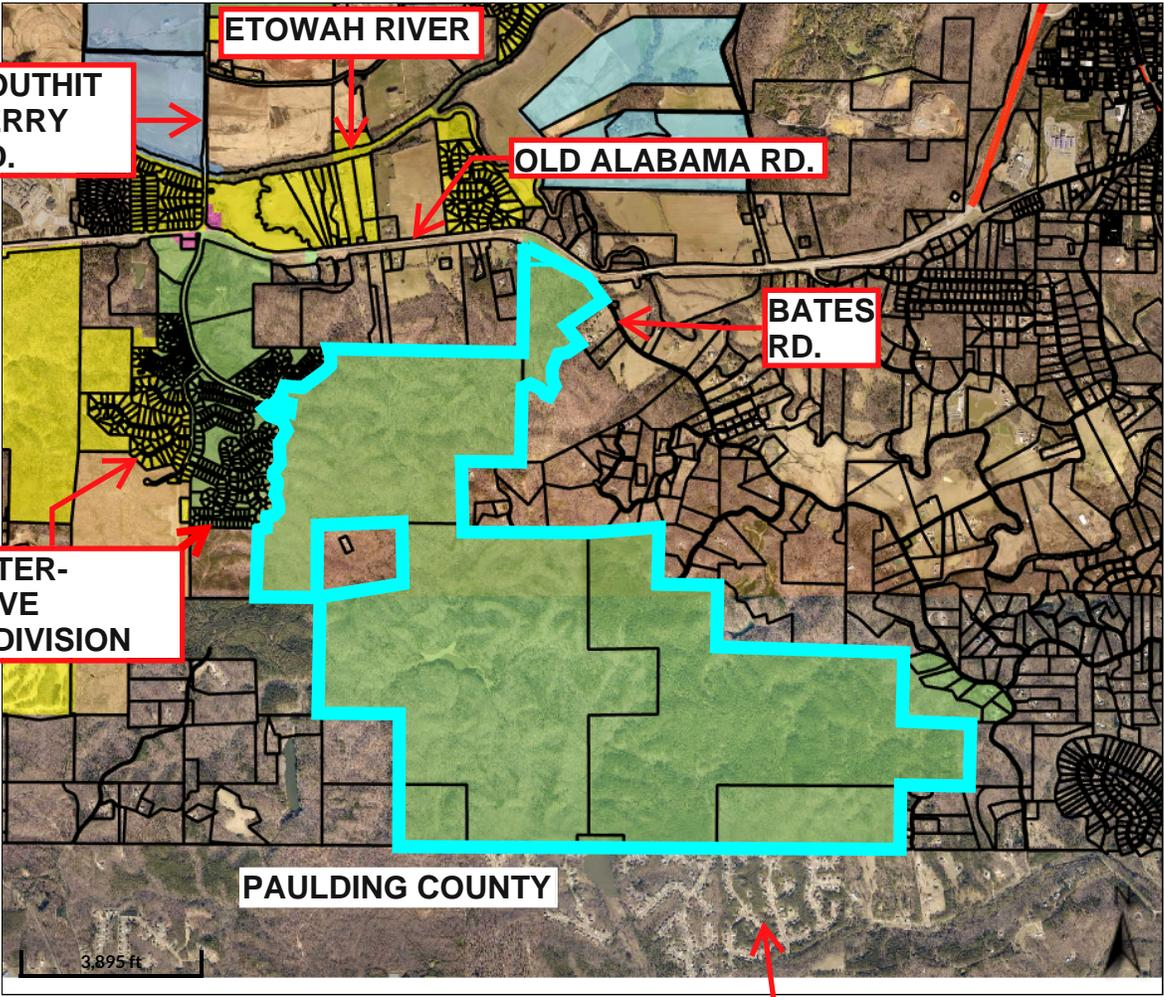 ETOWAH RIVER
OUTHIT
RRY
D.
OLD ALABAMA RD.
BATES
RD.
TER-
VE
DIVISION
PAULDING COUNTY
N
3,895 ft